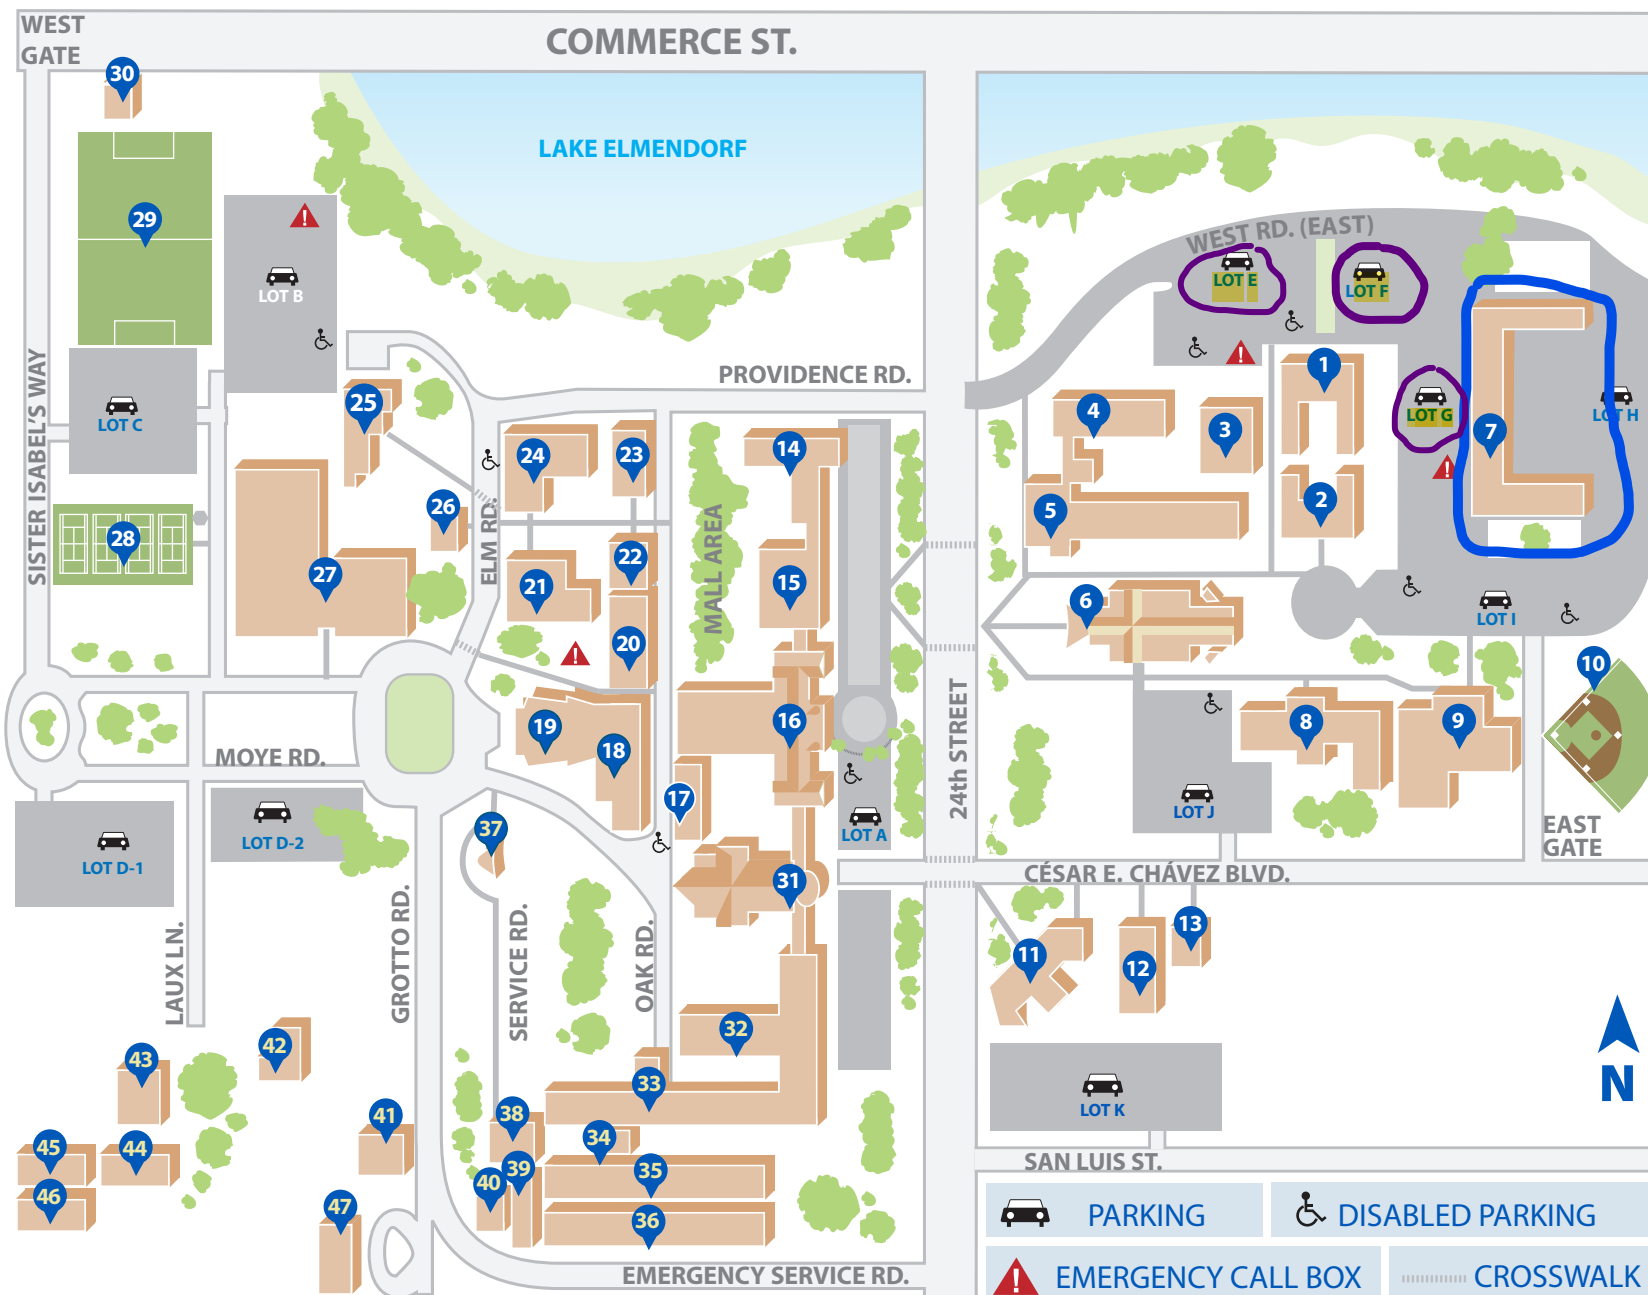 WEST
GATE
COMMERCE ST.
30
LAKE ELMENDORF
29
LOT B
WEST RD. (EAST)
LOT E
LOT F
SISTER ISABEL'S WAY
LOT C
25
PROVIDENCE RD.
1
4
3
LOT G
7
LOT H
24
23
14
26
ELM RD.
MALL AREA
5
2
28
27
22
21
15
6
LOT I
20
10
19
18
16
24th STREET
8
9
MOYE RD.
17
LOT J
LOT D-2
37
LOT A
EAST
GATE
LOT D-1
31
CÉSAR E. CHÁVEZ BLVD.
LAUX LN.
GROTTO RD.
SERVICE RD.
OAK RD.
11
12
13
N
32
42
43
33
LOT K
41
38
34
45
44
39
35
40
46
47
36
SAN LUIS ST.
PARKING
DISABLED PARKING
EMERGENCY SERVICE RD.
EMERGENCY CALL BOX
CROSSWALK